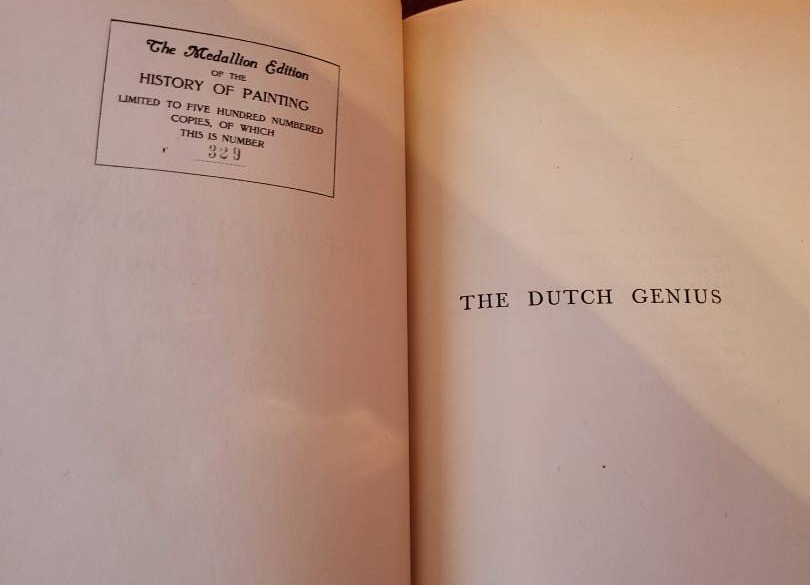 The Medallion Edition
OF THE
HISTORY OF PAINTING
LIMITED TO FIVE HUNDRED NUMBERED
COPIES, OF WHICH
THIS IS NUMBER
329
THE DUTCH GENIUS